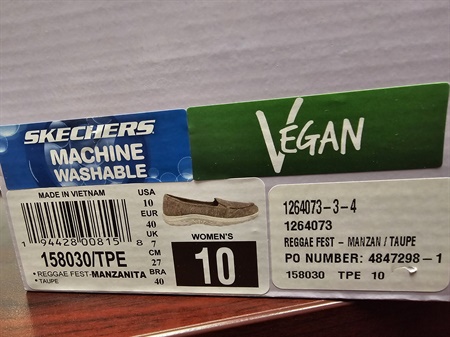 SKECHERS
MACHINE
WASHABLE
VEGAN
MADE IN VIETNAM
1 94428 00815 8
158030/TPE
• REGGAE FEST-MANZANITA
• TAUPE
USA
10
EUR
40
UK
7
CM
27
BRA
40
WOMEN'S
10
1264073-3-4
1264073
REGGAE FEST - MANZAN / TAUPE
PO NUMBER: 4847298-1
158030 TPE 10